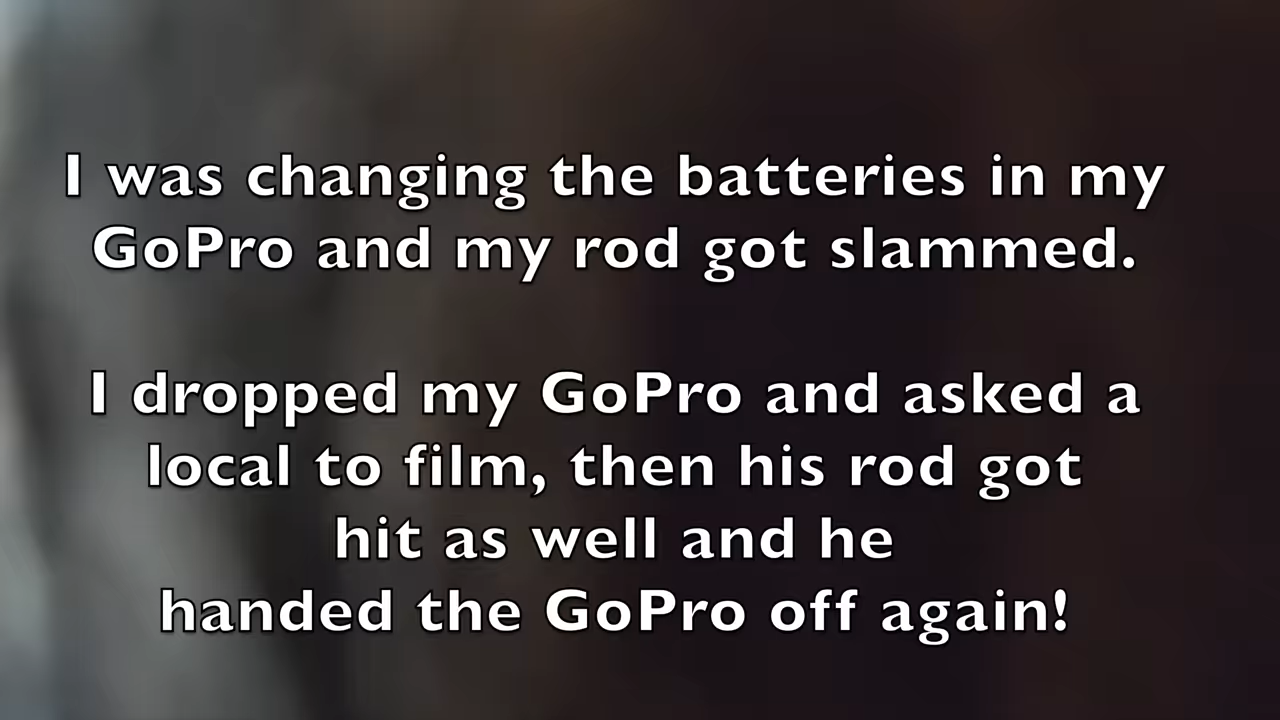 I was changing the batteries in my
GoPro and my rod got slammed.
I dropped my GoPro and asked a
local to film, then his rod got
hit as well and he
handed the GoPro off again!